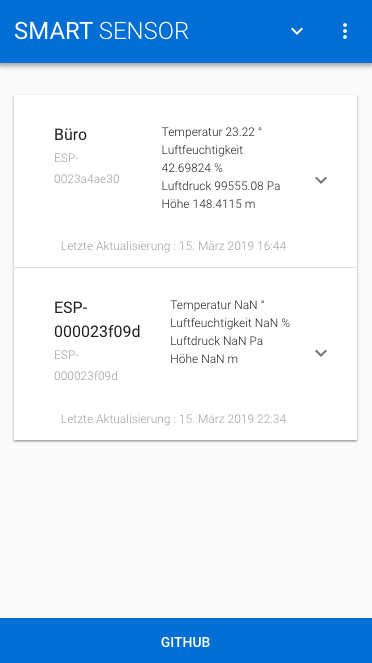 SMART SENSOR
Büro
ESP-
0023a4ae30
Temperatur 23.22 °
Luftfeuchtigkeit
42.69824 %
Luftdruck 99555.08 Pa
Höhe 148.4115 m
Letzte Aktualisierung : 15. März 2019 16:44
ESP-
000023f09d
ESP-
000023f09d
Temperatur NaN °
Luftfeuchtigkeit NaN %
Luftdruck NaN Pa
Höhe NaN m
Letzte Aktualisierung : 15. März 2019 22:34
GITHUB